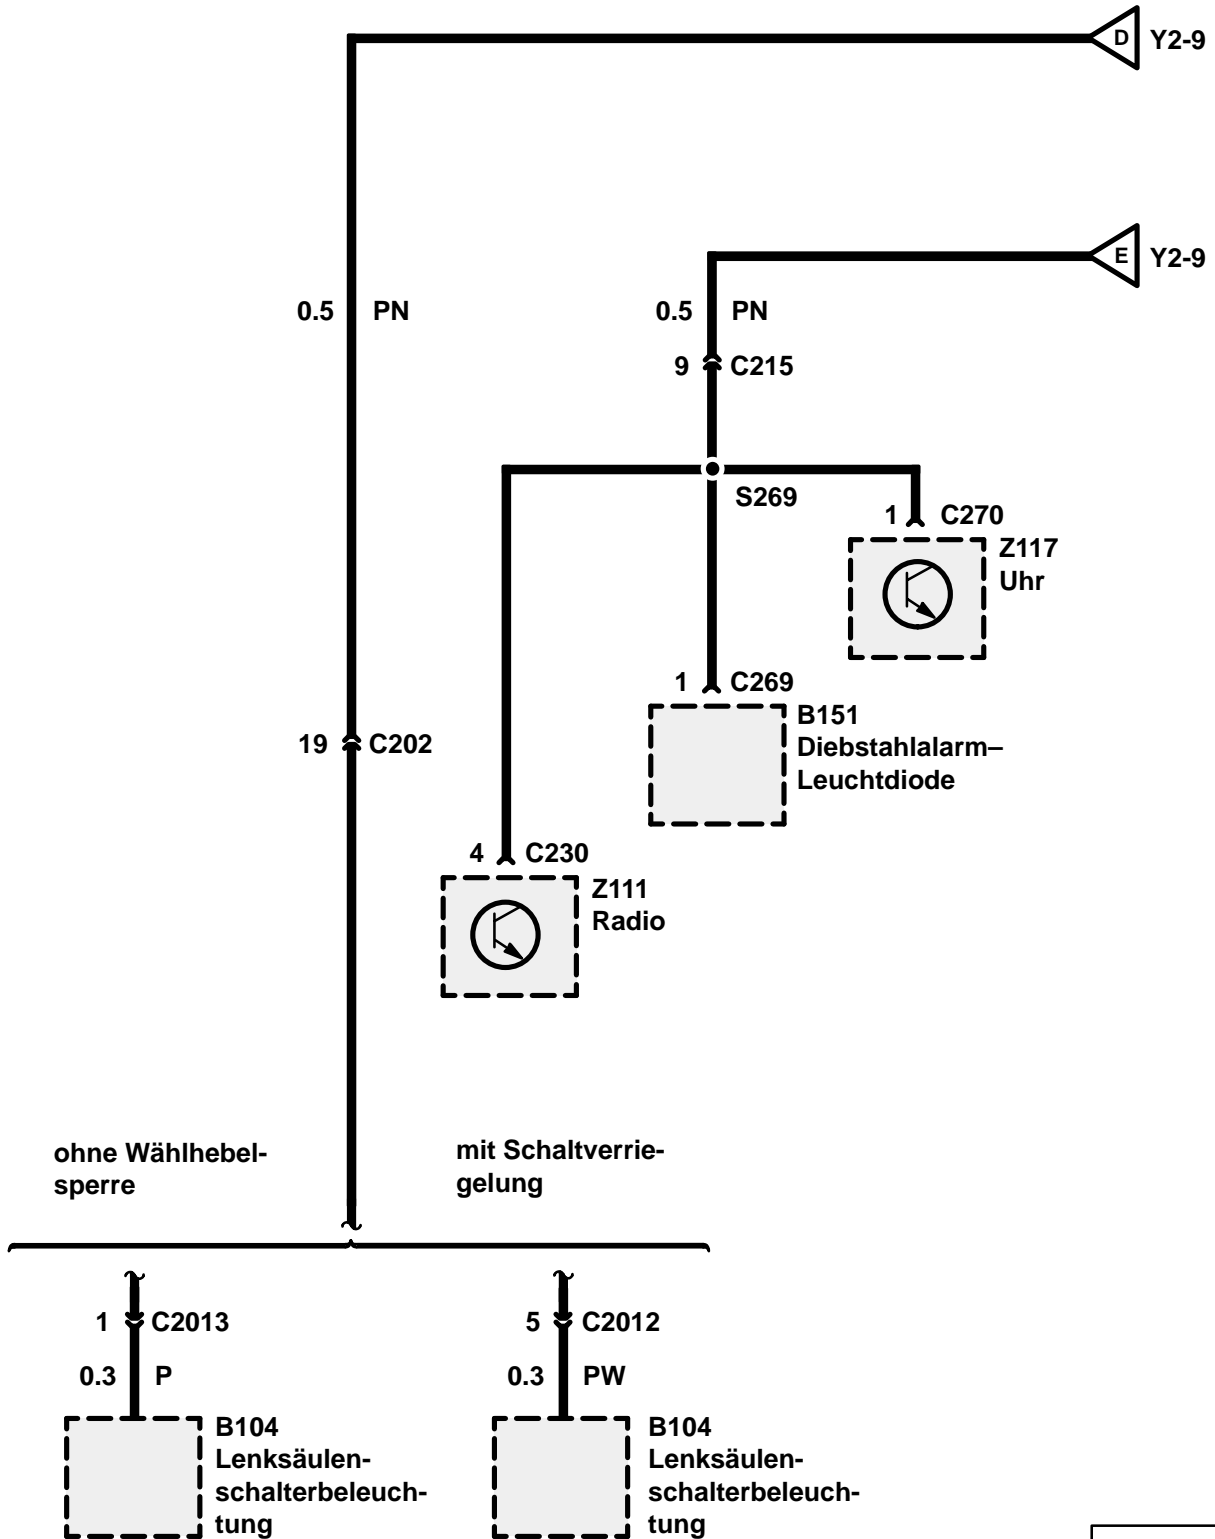 D Y2-9
E Y2-9
0.5 PN
0.5 PN
9 C215
S269
1 C270
Z117
Uhr
1 C269
B151
Diebstahlalarm–
Leuchtdiode
19 C202
4 C230
Z111
Radio
ohne Wählhebel-
sperre
mit Schaltverrie-
gelung
1 C2013
5 C2012
0.3 P
0.3 PW
B104
Lenksäulen-
schalterbeleuch-
tung
B104
Lenksäulen-
schalterbeleuch-
tung